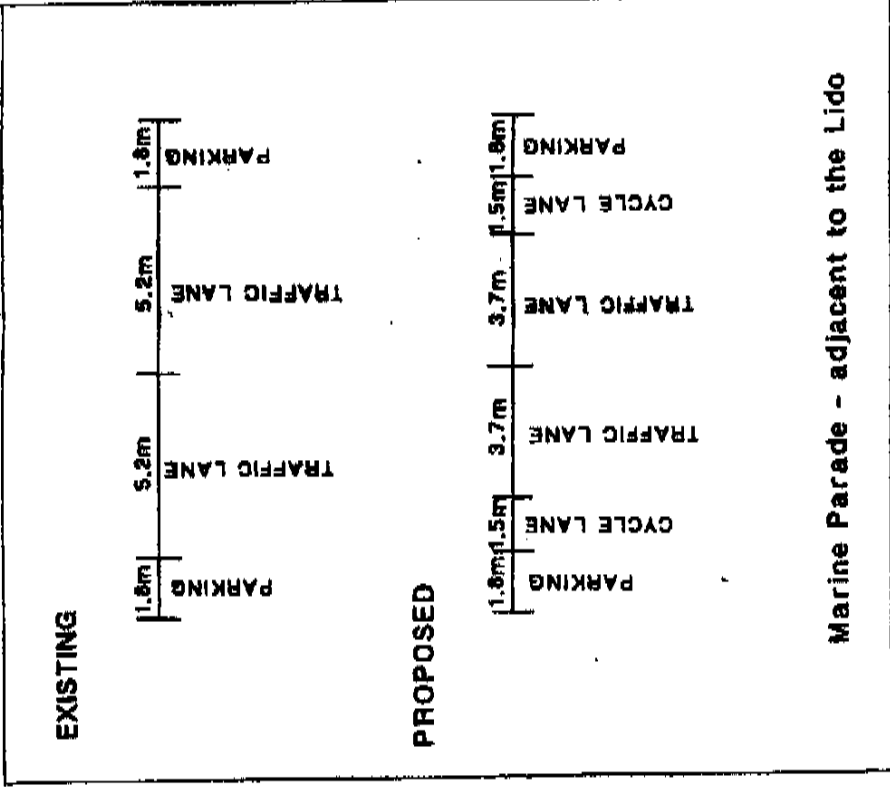 EXISTING
1.8m 5.2m 5.2m 1.8m
PARKING
TRAFFIC LANE
TRAFFIC LANE
PARKING
PROPOSED
1.8m 1.5m 3.7m 3.7m 1.5m 1.8m
PARKING
CYCLE LANE
TRAFFIC LANE
TRAFFIC LANE
CYCLE LANE
PARKING
Marine Parade - adjacent to the Lido